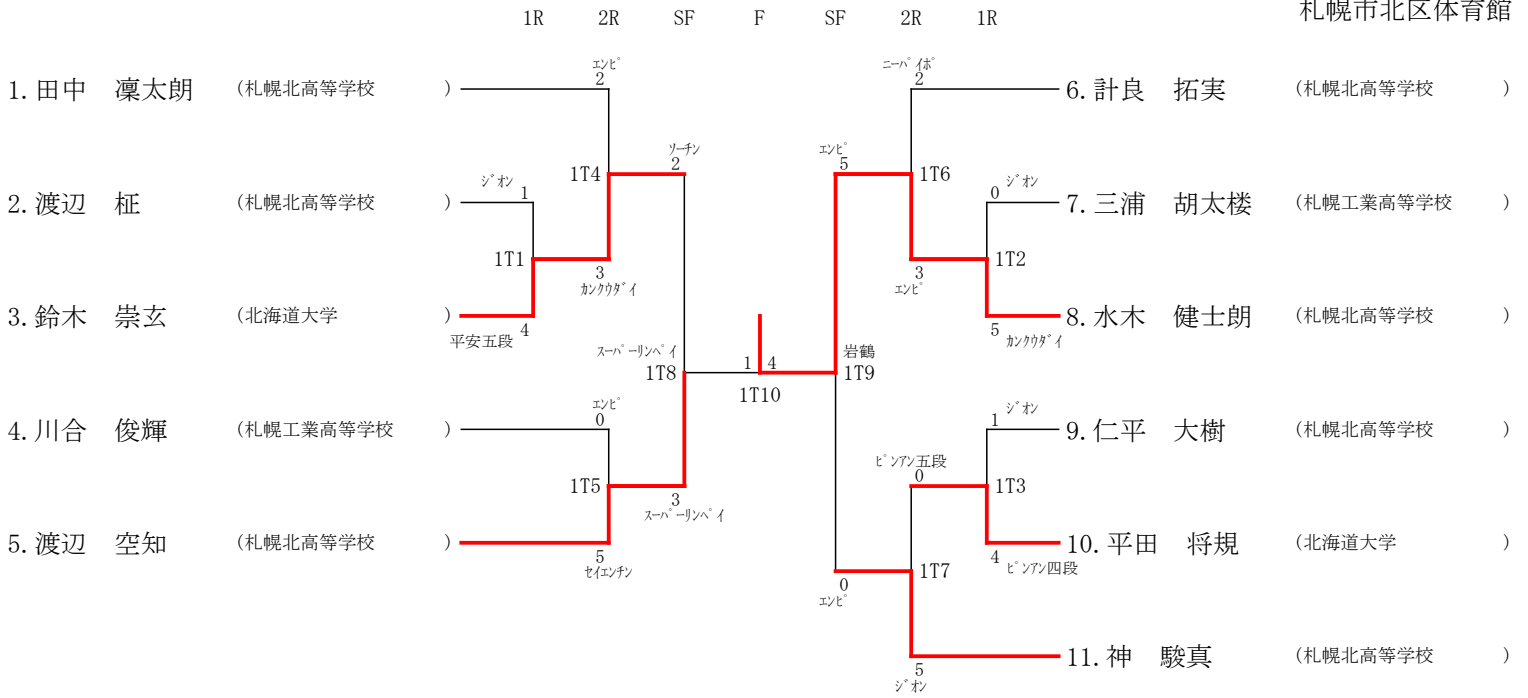 札幌市北区体育館
1R 2R SF F SF 2R 1R
エンピ 2
ニーパイポ 2
1. 田中　凜太朗 (札幌北高等学校 )
6. 計良　拓実 (札幌北高等学校 )
ソーチン 2
エンピ 5
1T4
1T6
ジオン 1
0 ジオン
2. 渡辺　柾 (札幌北高等学校 )
7. 三浦　胡太楼 (札幌工業高等学校 )
1T1
1T2
3 カンクウダイ
3 エンピ
3. 鈴木　崇玄 (北海道大学 )
8. 水木　健士朗 (札幌北高等学校 )
平安五段 4
5 カンクウダイ
スーパーリンペイ
岩鶴
1T8
1 4
1T9
1T10
エンピ 0
1 ジオン
4. 川合　俊輝 (札幌工業高等学校 )
9. 仁平　大樹 (札幌北高等学校 )
ピンアン五段 0
1T5
1T3
3 スーパーリンペイ
5. 渡辺　空知 (札幌北高等学校 )
10. 平田　将規 (北海道大学 )
5 セイエンチン
4 ピンアン四段
1T7
0 エンピ
11. 神　駿真 (札幌北高等学校 )
5 ジオン